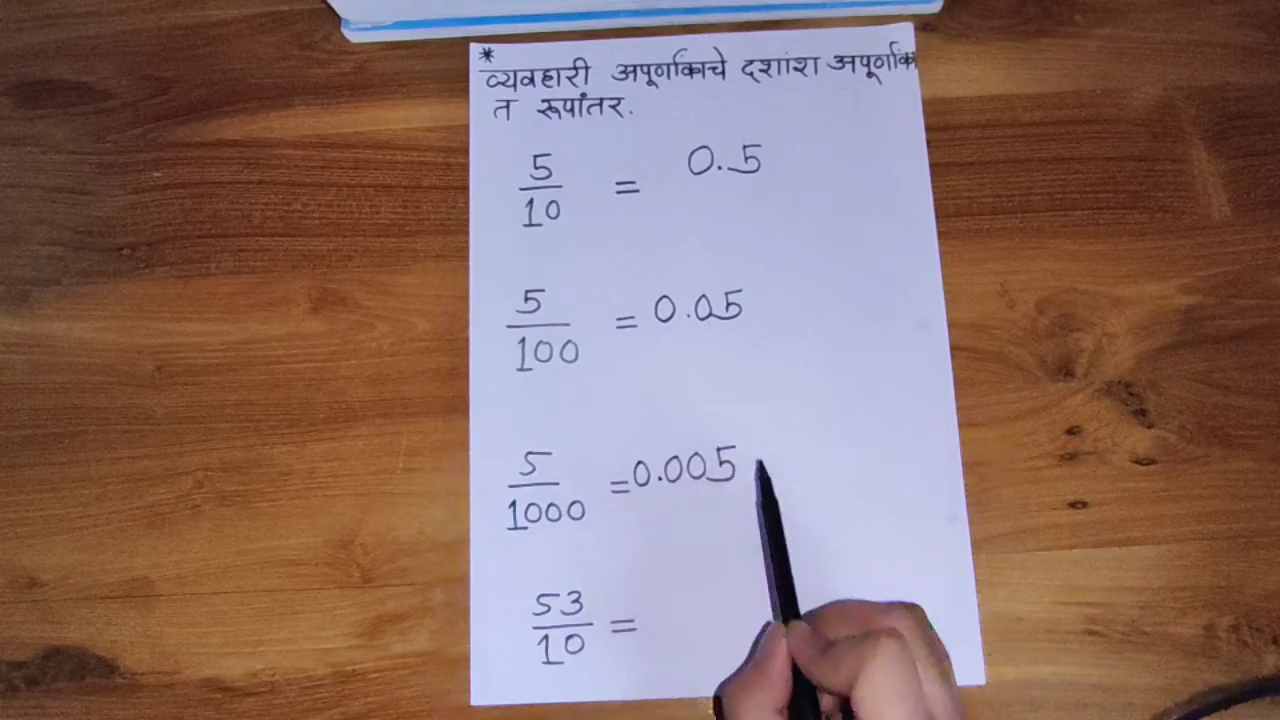 *
व्यवहारी अपूर्णांकाचे दशांश अपूर्णांका
त रूपांतर.
5/10 = 0.5
5/100 = 0.05
5/1000 = 0.005
53/10 =